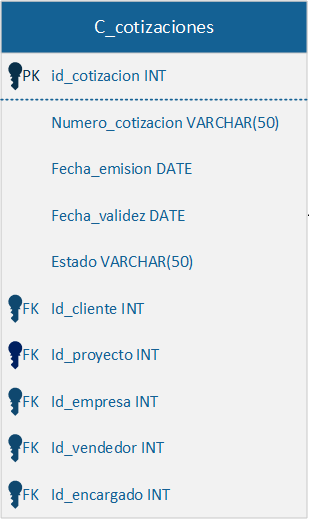 C_cotizaciones
PK id_cotizacion INT
Numero_cotizacion VARCHAR(50)
Fecha_emision DATE
Fecha_validez DATE
Estado VARCHAR(50)
FK Id_cliente INT
FK Id_proyecto INT
FK Id_empresa INT
FK Id_vendedor INT
FK Id_encargado INT